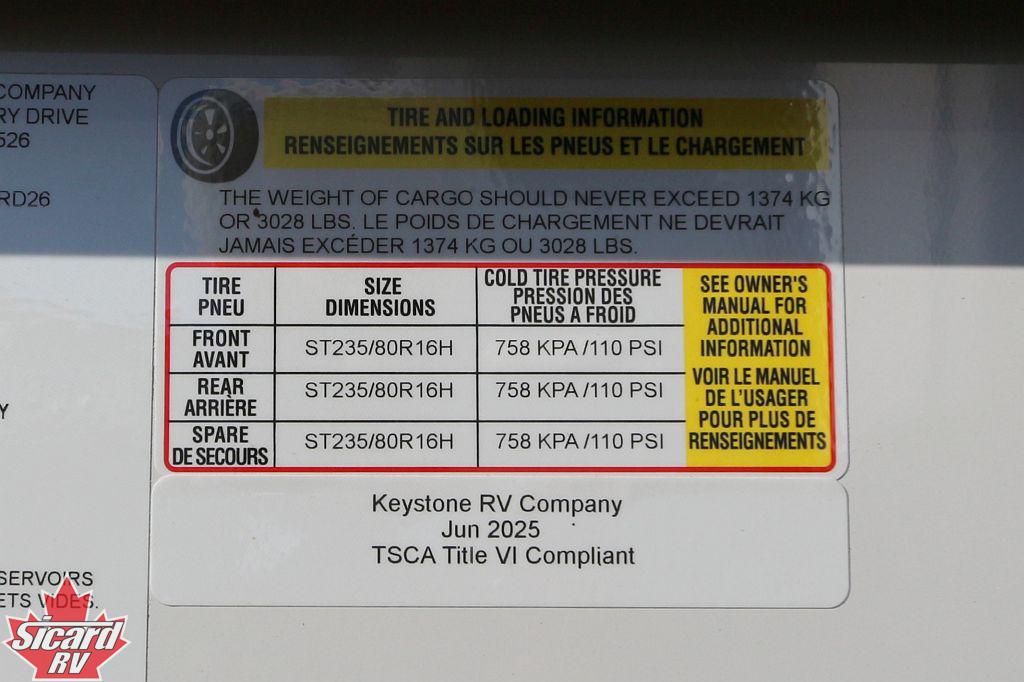 COMPANY
RY DRIVE
526
RD26
Y
SERVOIRS
ETS VIDES.
TIRE AND LOADING INFORMATION
RENSEIGNEMENTS SUR LES PNEUS ET LE CHARGEMENT
THE WEIGHT OF CARGO SHOULD NEVER EXCEED 1374 KG
OR 3028 LBS. LE POIDS DE CHARGEMENT NE DEVRAIT
JAMAIS EXCÉDER 1374 KG OU 3028 LBS.
TIRE
PNEU
SIZE
DIMENSIONS
COLD TIRE PRESSURE
PRESSION DES
PNEUS A FROID
FRONT
AVANT
ST235/80R16H
758 KPA /110 PSI
REAR
ARRIÈRE
ST235/80R16H
758 KPA /110 PSI
SPARE
DE SECOURS
ST235/80R16H
758 KPA /110 PSI
SEE OWNER'S
MANUAL FOR
ADDITIONAL
INFORMATION
VOIR LE MANUEL
DE L'USAGER
POUR PLUS DE
RENSEIGNEMENTS
Keystone RV Company
Jun 2025
TSCA Title VI Compliant
Sicard
RV